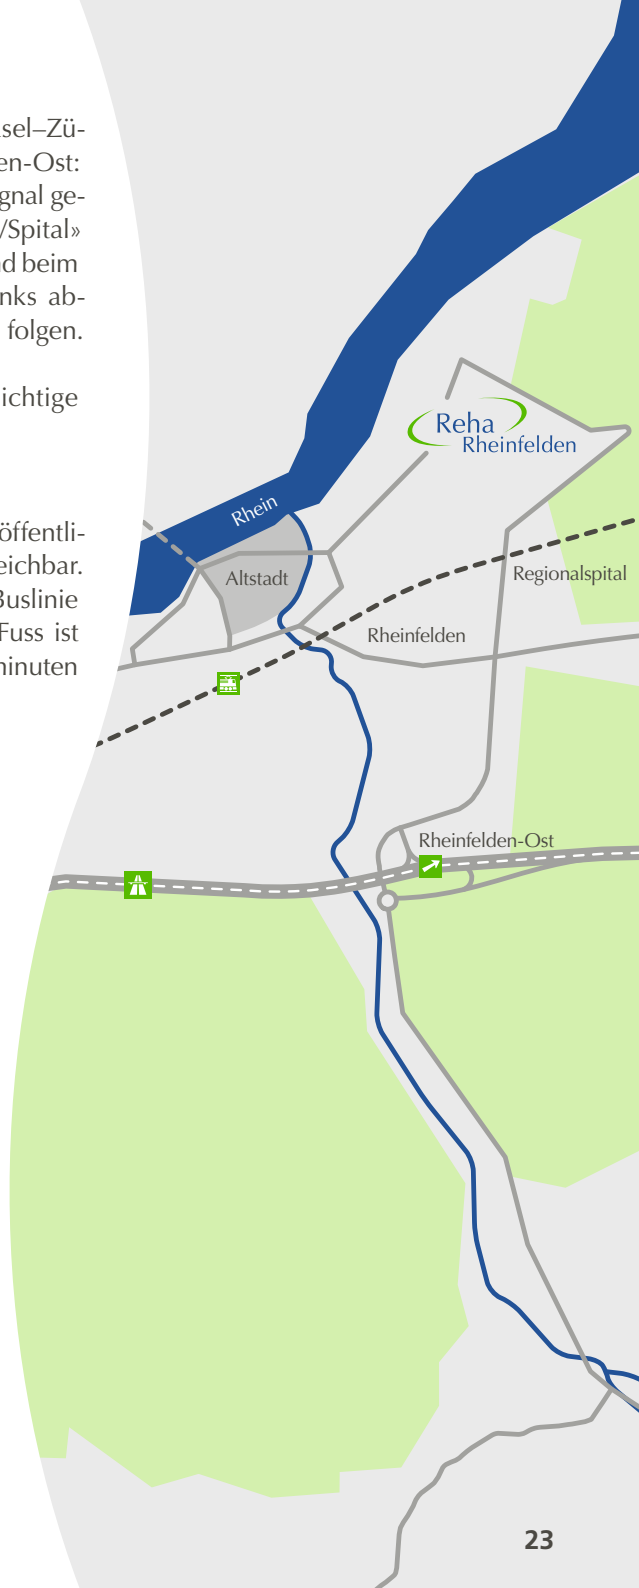 sel–Zü-
en-Ost:
gnal ge-
/Spital»
d beim
nks ab-
folgen.
ichtige
öffentli-
eichbar.
Buslinie
Fuss ist
minuten
Reha
Rheinfelden
Rhein
Altstadt
Regionalspital
Rheinfelden
Rheinfelden-Ost
23